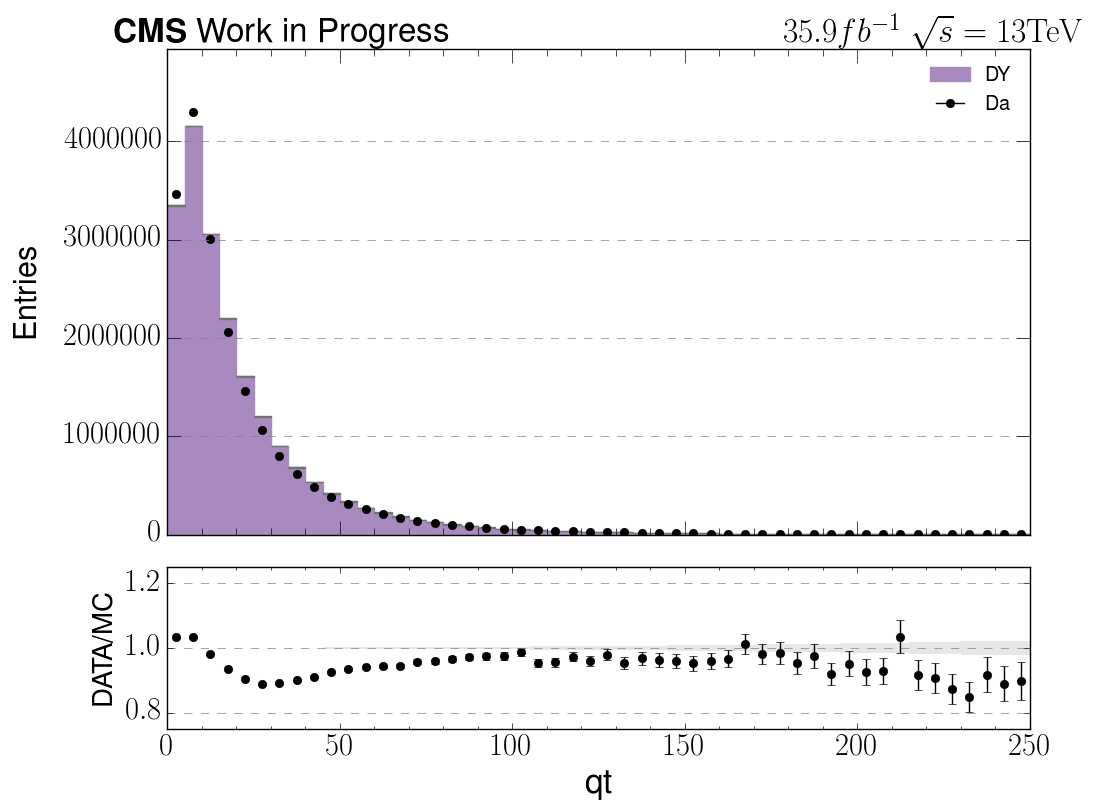 CMS Work in Progress 35.9fb⁻¹ √s = 13TeV
DY
Da
4000000
3000000
2000000
1000000
0
Entries
1.2
1.0
0.8
DATA/MC
0 50 100 150 200 250
qt